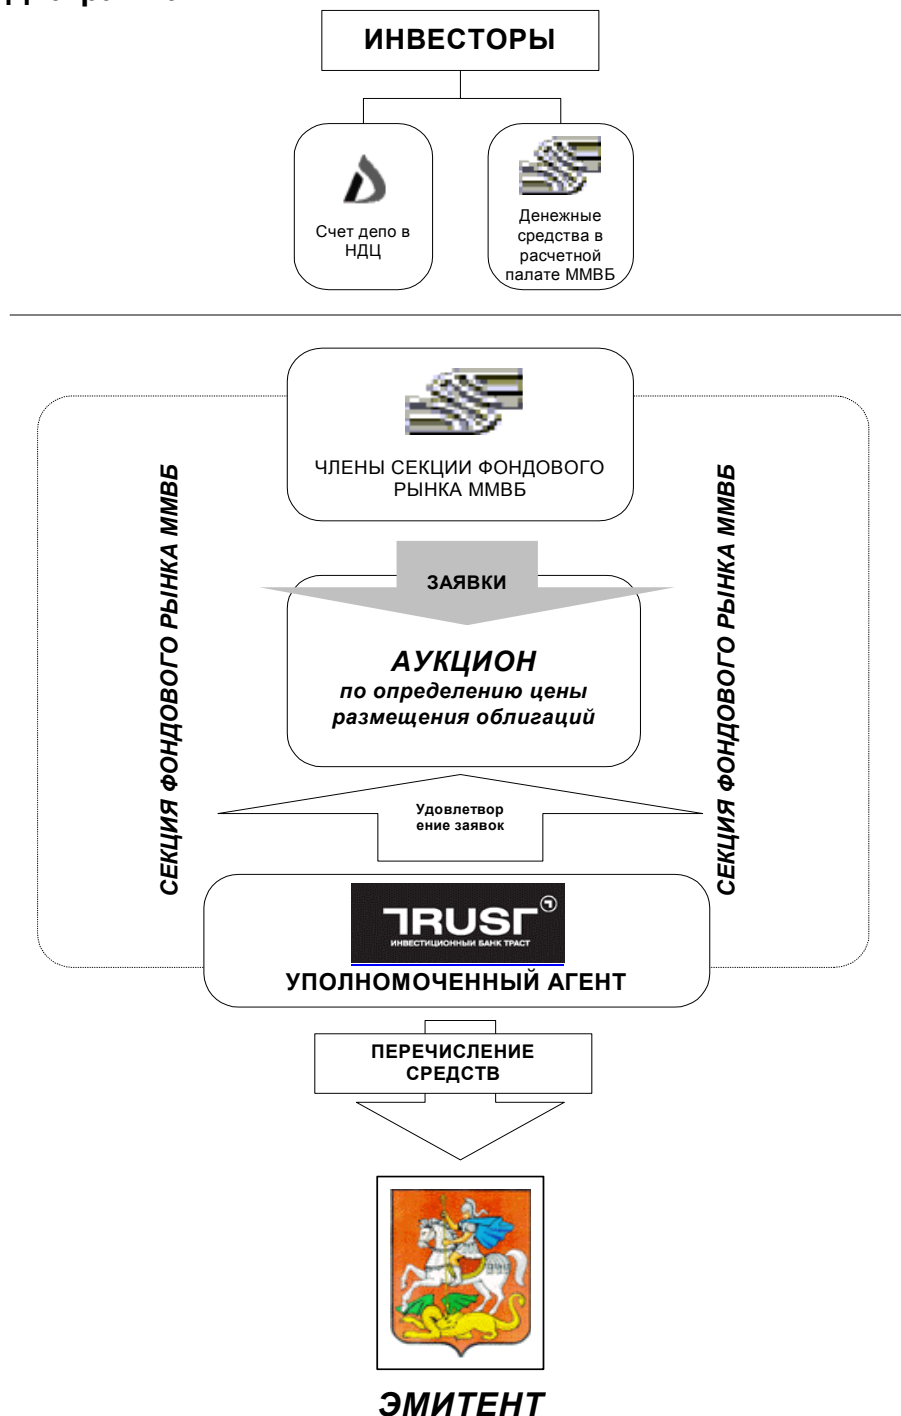 ИНВЕСТОРЫ
Счет депо в
НДЦ
Денежные
средства в
расчетной
палате ММВБ
ЧЛЕНЫ СЕКЦИИ ФОНДОВОГО
РЫНКА ММВБ
СЕКЦИЯ ФОНДОВОГО РЫНКА ММВБ
СЕКЦИЯ ФОНДОВОГО РЫНКА ММВБ
ЗАЯВКИ
АУКЦИОН
по определению цены
размещения облигаций
Удовлетвор
ение заявок
TRUST
ИНВЕСТИЦИОННЫЙ БАНК ТРАСТ
УПОЛНОМОЧЕННЫЙ АГЕНТ
ПЕРЕЧИСЛЕНИЕ
СРЕДСТВ
ЭМИТЕНТ